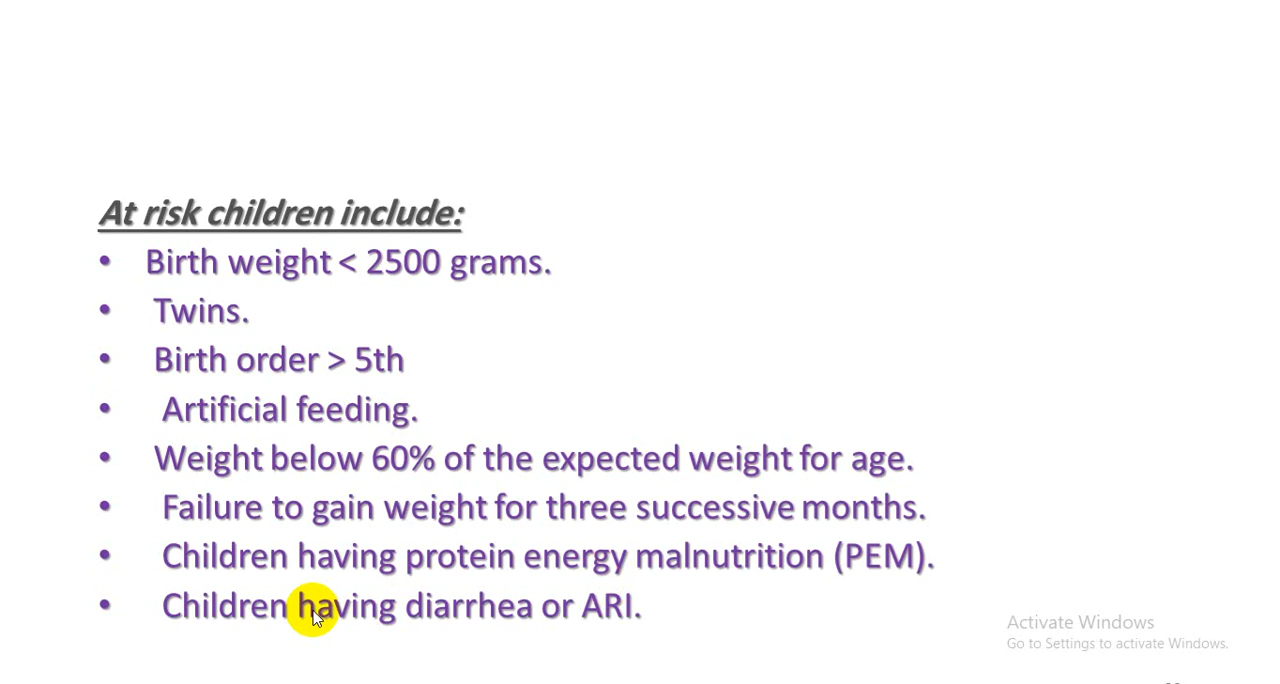 At risk children include:
• Birth weight < 2500 grams.
• Twins.
• Birth order > 5th
• Artificial feeding.
• Weight below 60% of the expected weight for age.
• Failure to gain weight for three successive months.
• Children having protein energy malnutrition (PEM).
• Children having diarrhea or ARI.
Activate Windows
Go to Settings to activate Windows.